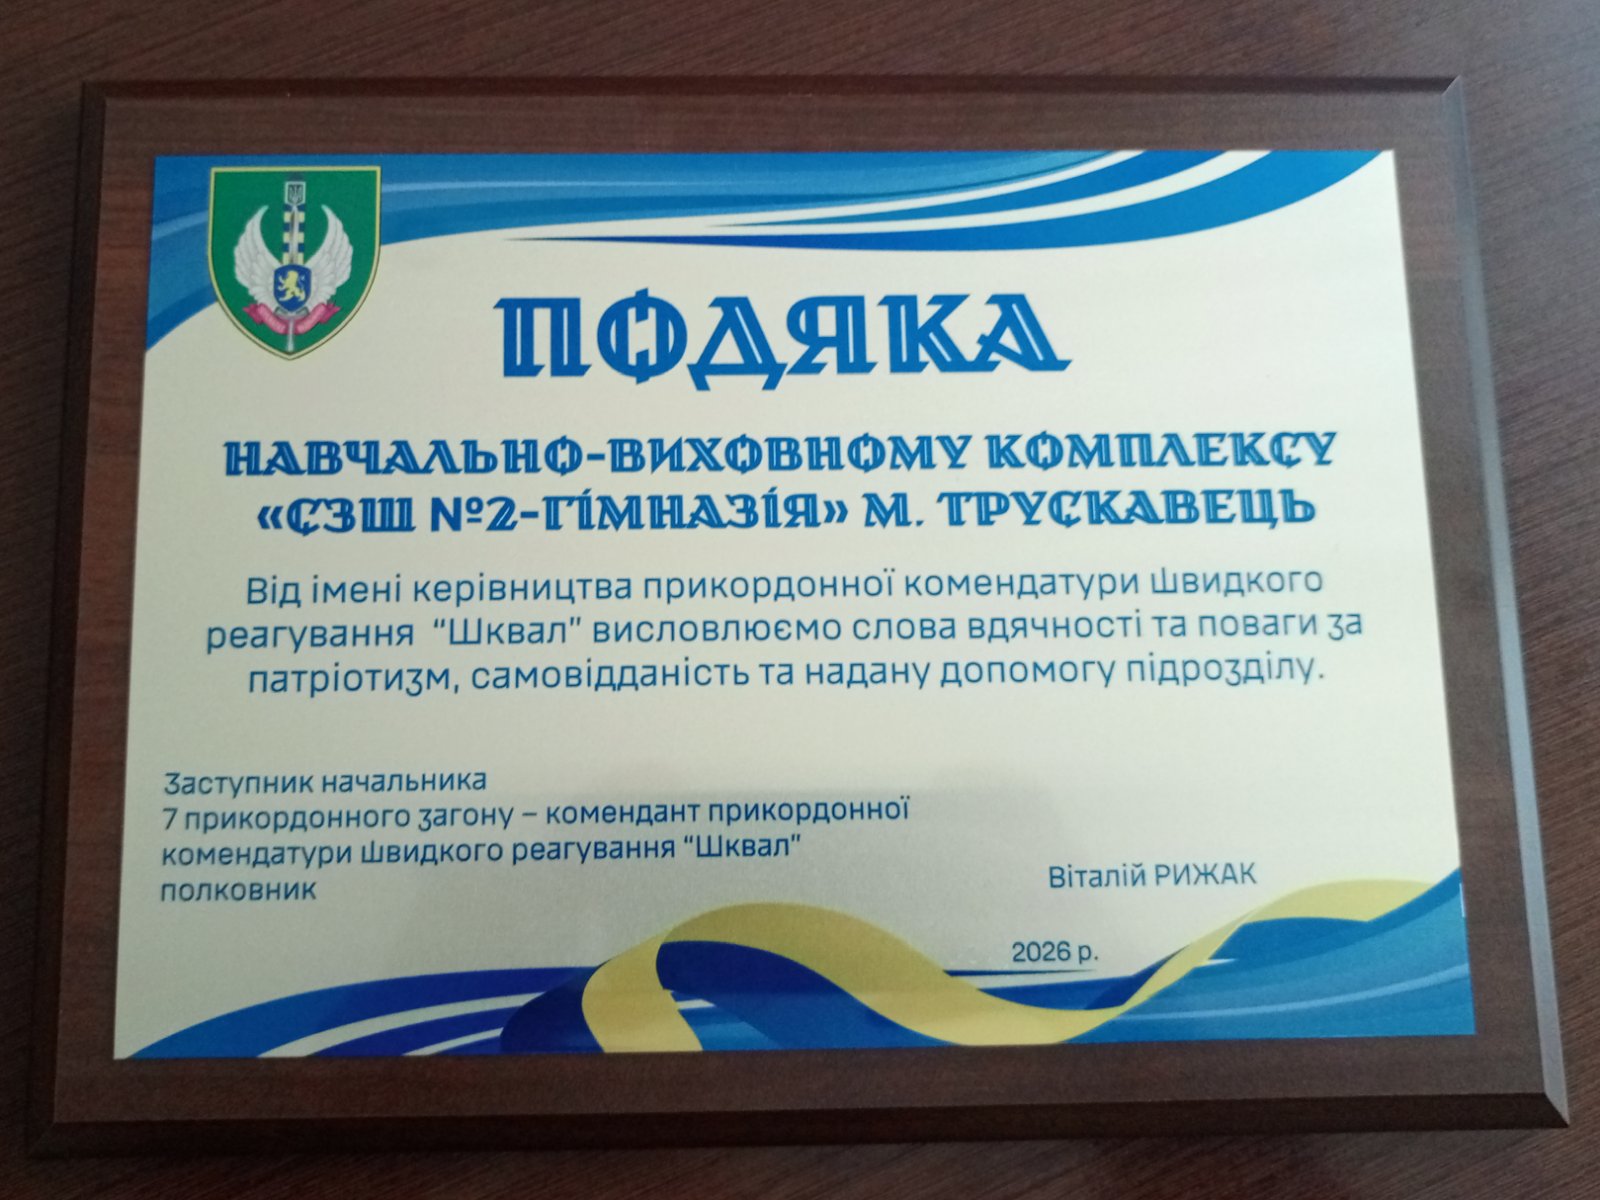 ПОДЯКА
НАВЧАЛЬНО-ВИХОВНОМУ КОМПЛЕКСУ
«СЗШ №2-ГІМНАЗІЯ» М. ТРУСКАВЕЦЬ
Від імені керівництва прикордонної комендатури швидкого
реагування “Шквал” висловлюємо слова вдячності та поваги за
патріотизм, самовідданість та надану допомогу підрозділу.
Заступник начальника
7 прикордонного загону – комендант прикордонної
комендатури швидкого реагування “Шквал”
полковник
Віталій РИЖАК
2026 р.